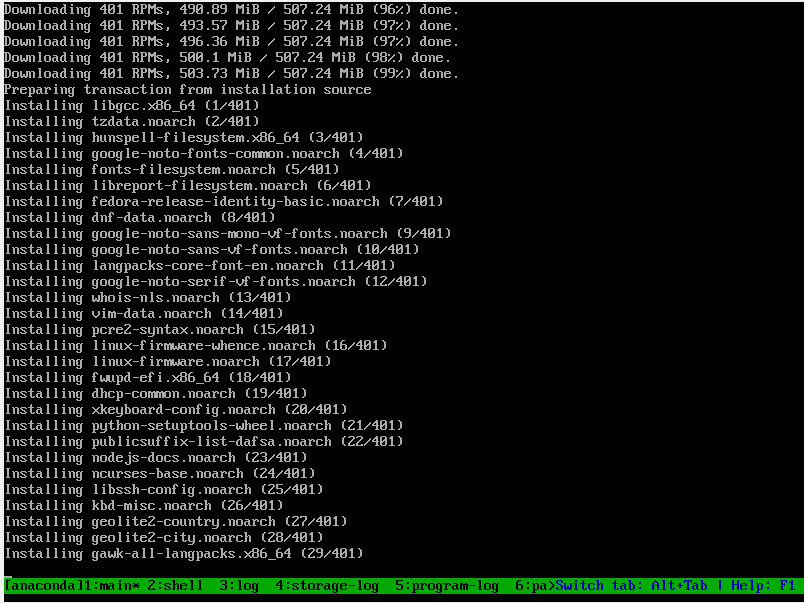 Downloading 401 RPMs, 490.89 MiB / 507.24 MiB (96%) done.
Downloading 401 RPMs, 493.57 MiB / 507.24 MiB (97%) done.
Downloading 401 RPMs, 496.36 MiB / 507.24 MiB (97%) done.
Downloading 401 RPMs, 500.1 MiB / 507.24 MiB (98%) done.
Downloading 401 RPMs, 503.73 MiB / 507.24 MiB (99%) done.
Preparing transaction from installation source
Installing libgcc.x86_64 (1/401)
Installing tzdata.noarch (2/401)
Installing hunspell-filesystem.x86_64 (3/401)
Installing google-noto-fonts-common.noarch (4/401)
Installing fonts-filesystem.noarch (5/401)
Installing libreport-filesystem.noarch (6/401)
Installing fedora-release-identity-basic.noarch (7/401)
Installing dnf-data.noarch (8/401)
Installing google-noto-sans-mono-vf-fonts.noarch (9/401)
Installing google-noto-sans-vf-fonts.noarch (10/401)
Installing langpacks-core-font-en.noarch (11/401)
Installing google-noto-serif-vf-fonts.noarch (12/401)
Installing whois-nls.noarch (13/401)
Installing vim-data.noarch (14/401)
Installing pcre2-syntax.noarch (15/401)
Installing linux-firmware-whence.noarch (16/401)
Installing linux-firmware.noarch (17/401)
Installing fwupd-efi.x86_64 (18/401)
Installing dhcp-common.noarch (19/401)
Installing xkeyboard-config.noarch (20/401)
Installing python-setuptools-wheel.noarch (21/401)
Installing publicsuffix-list-dafsa.noarch (22/401)
Installing nodejs-docs.noarch (23/401)
Installing ncurses-base.noarch (24/401)
Installing libssh-config.noarch (25/401)
Installing kbd-misc.noarch (26/401)
Installing geolite2-country.noarch (27/401)
Installing geolite2-city.noarch (28/401)
Installing gawk-all-langpacks.x86_64 (29/401)
[anaconda]1:main* 2:shell  3:log  4:storage-log  5:program-log  6:pa>Switch tab: Alt+Tab | Help: F1